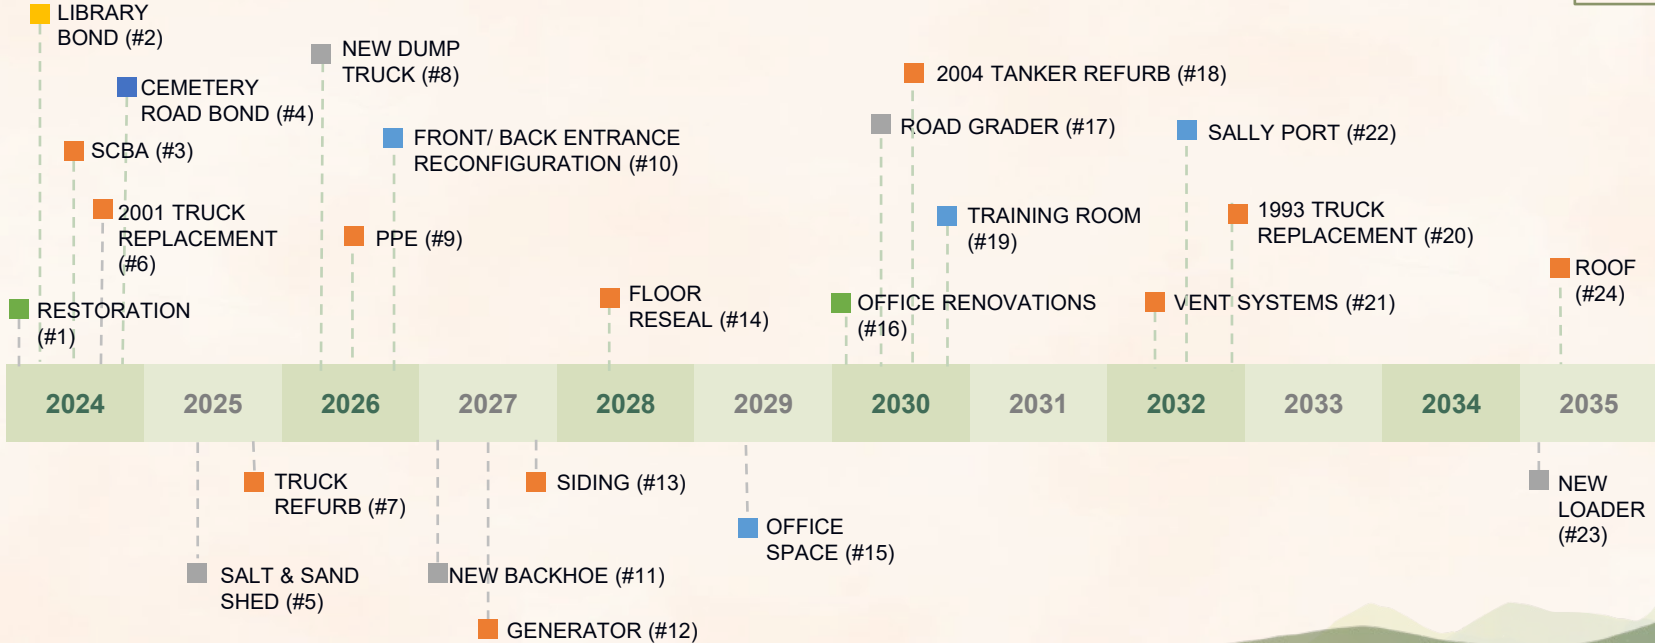 LIBRARY
BOND (#2)
NEW DUMP
TRUCK (#8)
2004 TANKER REFURB (#18)
CEMETERY
ROAD BOND (#4)
ROAD GRADER (#17)
SALLY PORT (#22)
FRONT/ BACK ENTRANCE
RECONFIGURATION (#10)
SCBA (#3)
2001 TRUCK
REPLACEMENT
(#6)
PPE (#9)
TRAINING ROOM
(#19)
1993 TRUCK
REPLACEMENT (#20)
ROOF
(#24)
RESTORATION
(#1)
FLOOR
RESEAL (#14)
OFFICE RENOVATIONS
(#16)
VENT SYSTEMS (#21)
2024 2025 2026 2027 2028 2029 2030 2031 2032 2033 2034 2035
TRUCK
REFURB (#7)
SIDING (#13)
NEW
LOADER
(#23)
OFFICE
SPACE (#15)
SALT & SAND
SHED (#5)
NEW BACKHOE (#11)
GENERATOR (#12)